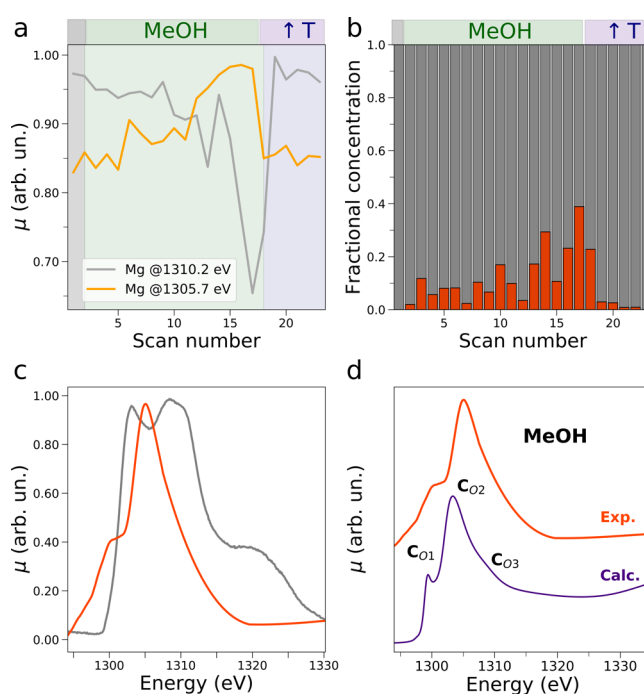 a
MeOH
↑ T
μ (arb. un.)
1.00
0.90
0.80
0.70
Mg @1310.2 eV
Mg @1305.7 eV
5
10
15
20
Scan number
b
MeOH
↑ T
Fractional concentration
1.0
0.8
0.6
0.4
0.2
0.0
5
10
15
20
Scan number
c
μ (arb. un.)
1.00
0.80
0.60
0.40
0.20
0.00
1300
1310
1320
1330
Energy (eV)
d
μ (arb. un.)
MeOH
C_O2
Exp.
C_O1
C_O3
Calc.
1300
1310
1320
1330
Energy (eV)